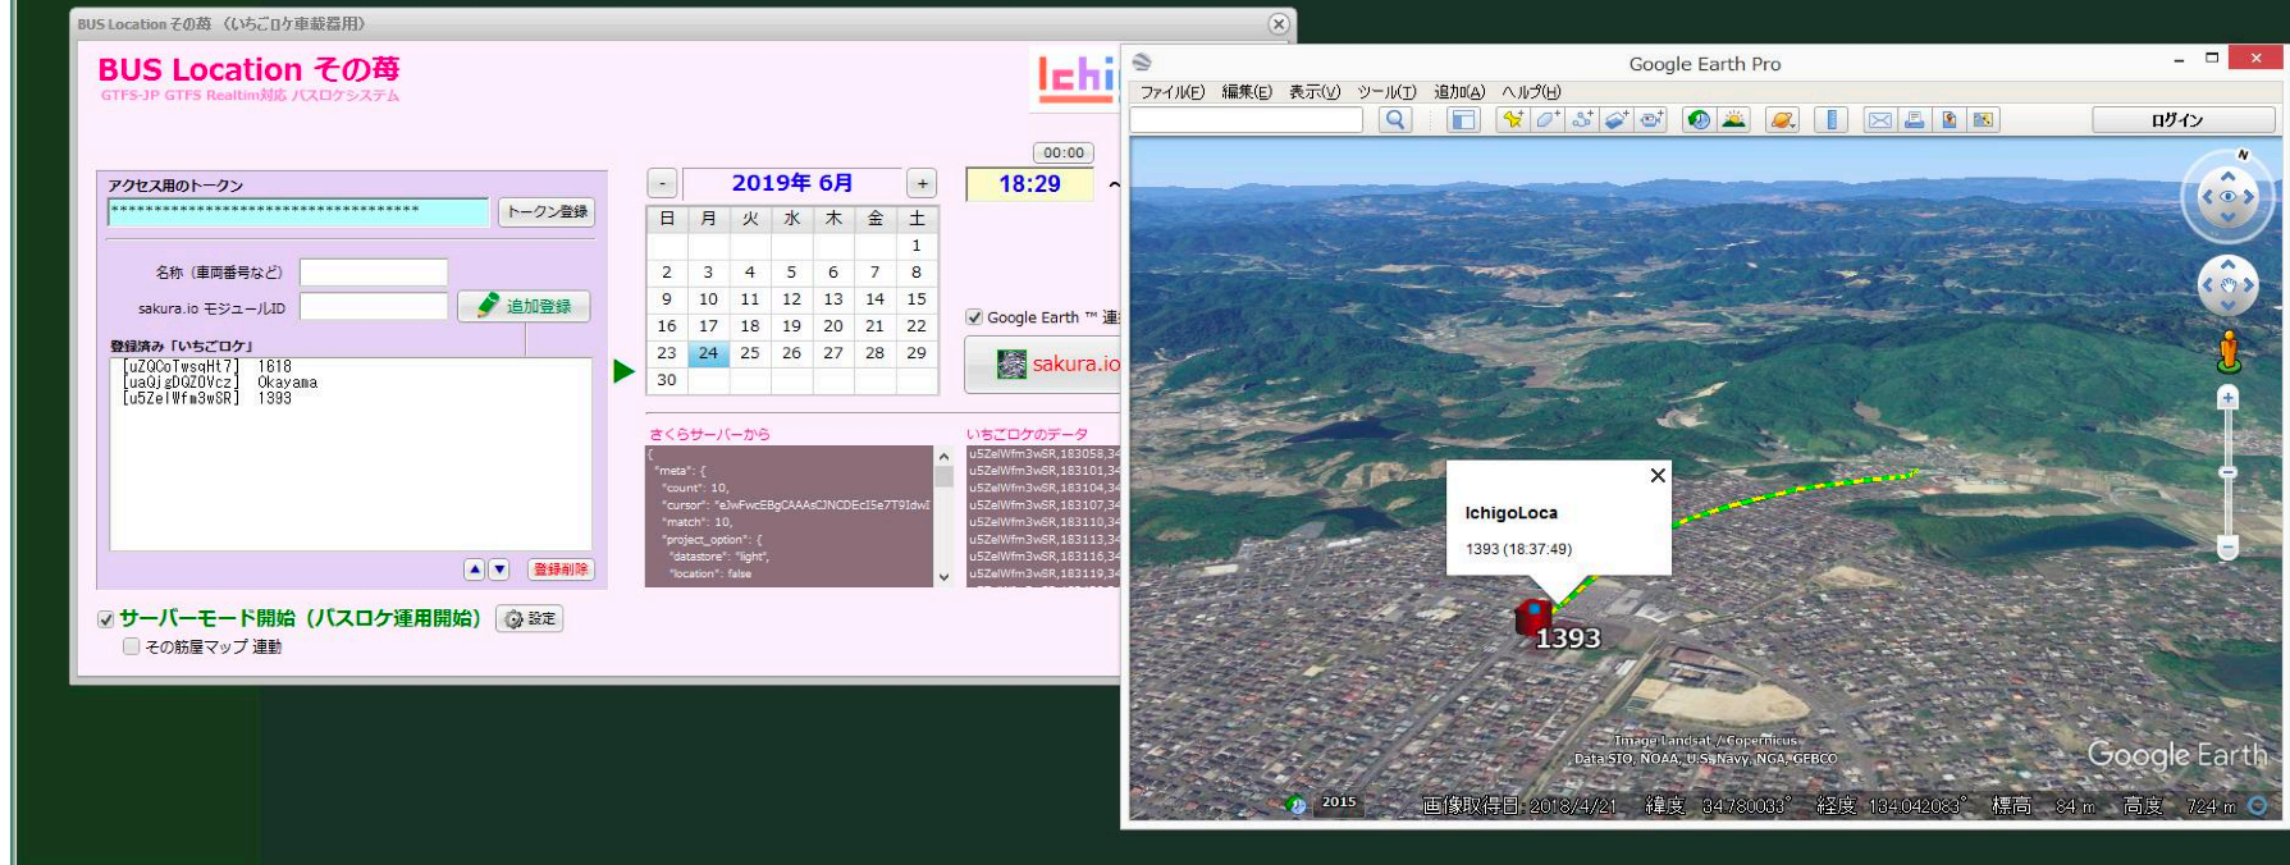 BUS Location その苺 （いちごロケ車載器用）
BUS Location その苺
GTFS-JP GTFS Realtim対応 バスロケシステム
Ichi
アクセス用のトークン
***********************************
トークン登録
名称（車両番号など）
sakura.io モジュールID
追加登録
登録済み「いちごロケ」
[uZQCoTwsqHt7] 1618
[uaQjgDQZOVcz] Okayama
[u5ZelWfm3wSR] 1393
▲ ▼ 登録削除
サーバーモード開始（バスロケ運用開始） 設定
その筋屋マップ 連動
- 2019年 6月 +
日 月 火 水 木 金 土
1
2 3 4 5 6 7 8
9 10 11 12 13 14 15
16 17 18 19 20 21 22
23 24 25 26 27 28 29
30
00:00
18:29 ～
Google Earth ™ 連
sakura.io
さくらサーバーから
{
"meta": {
"count": 10,
"match": 10,
"project_option": {
"datastore": "light",
"location": false
いちごロケのデータ
u5ZelWfm3wSR,183058,34
u5ZelWfm3wSR,183101,34
u5ZelWfm3wSR,183104,34
u5ZelWfm3wSR,183107,34
u5ZelWfm3wSR,183110,34
u5ZelWfm3wSR,183113,34
u5ZelWfm3wSR,183116,34
u5ZelWfm3wSR,183119,34
Google Earth Pro
ファイル(F) 編集(E) 表示(V) ツール(T) 追加(A) ヘルプ(H)
ログイン
N
IchigoLoca
1393 (18:37:49)
1393
Image Landsat / Copernicus
Data SIO, NOAA, U.S. Navy, NGA, GEBCO
Google Earth
2015 画像取得日: 2018/4/21 緯度 34.780033° 経度 134.042083° 標高 84 m 高度 724 m